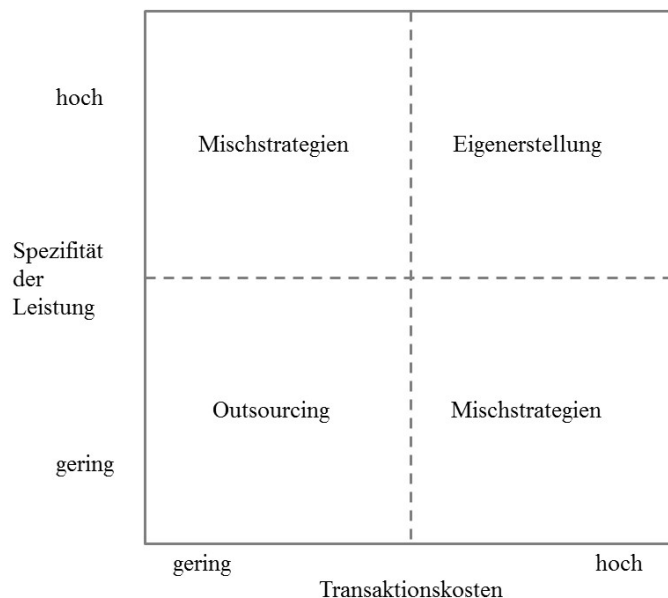 hoch
Mischstrategien
Eigenerstellung
Spezifität
der
Leistung
Outsourcing
Mischstrategien
gering
gering
hoch
Transaktionskosten